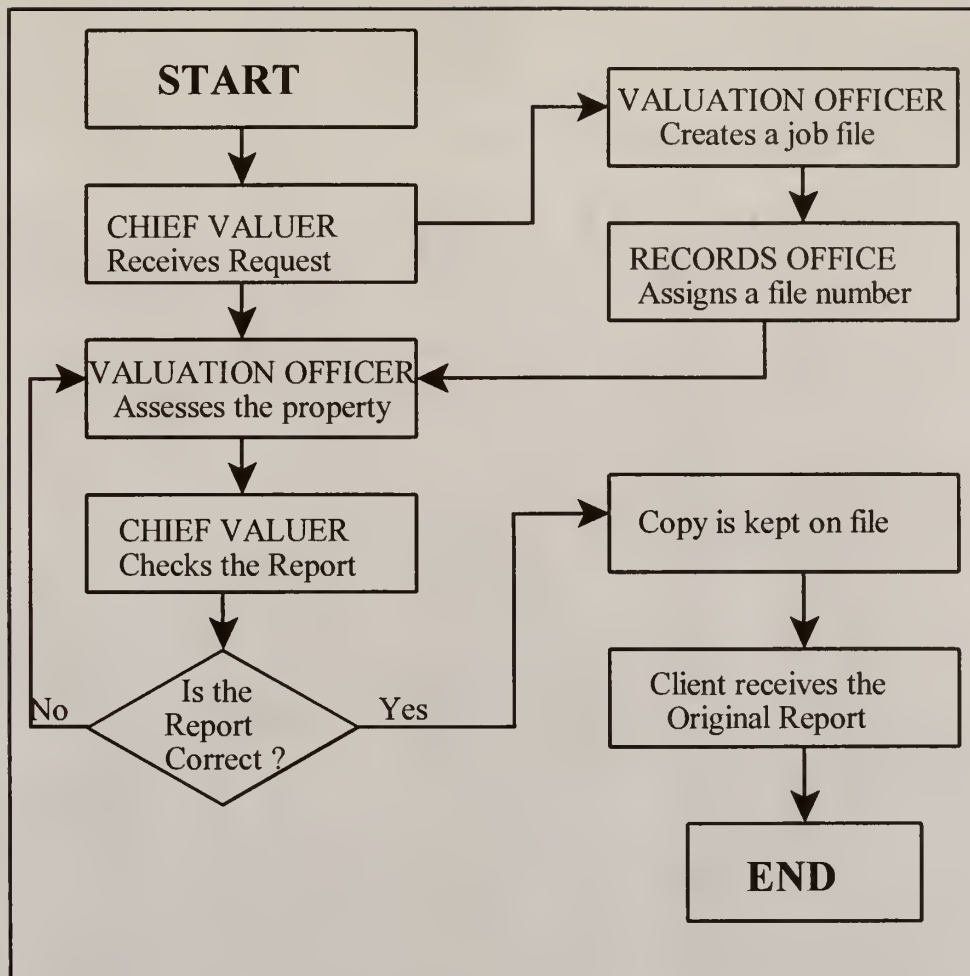 START
CHIEF VALUER
Receives Request
VALUATION OFFICER
Creates a job file
RECORDS OFFICE
Assigns a file number
VALUATION OFFICER
Assesses the property
CHIEF VALUER
Checks the Report
Is the
Report
Correct ?
No
Yes
Copy is kept on file
Client receives the
Original Report
END